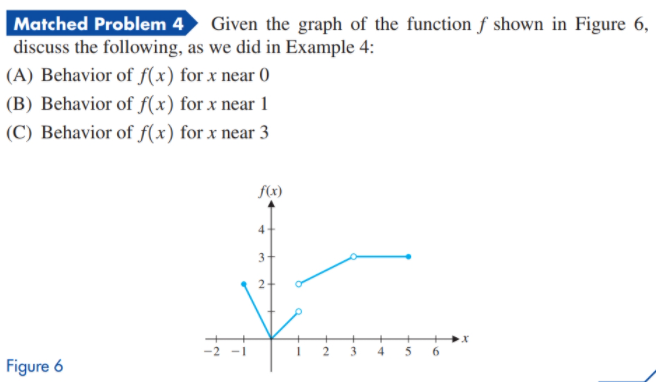 Matched Problem 4 Given the graph of the function f shown in Figure 6,
discuss the following, as we did in Example 4:
(A) Behavior of f(x) for x near 0
(B) Behavior of f(x) for x near 1
(C) Behavior of f(x) for x near 3
f(x)
4
3
2
x
−2 −1 1 2 3 4 5 6
Figure 6